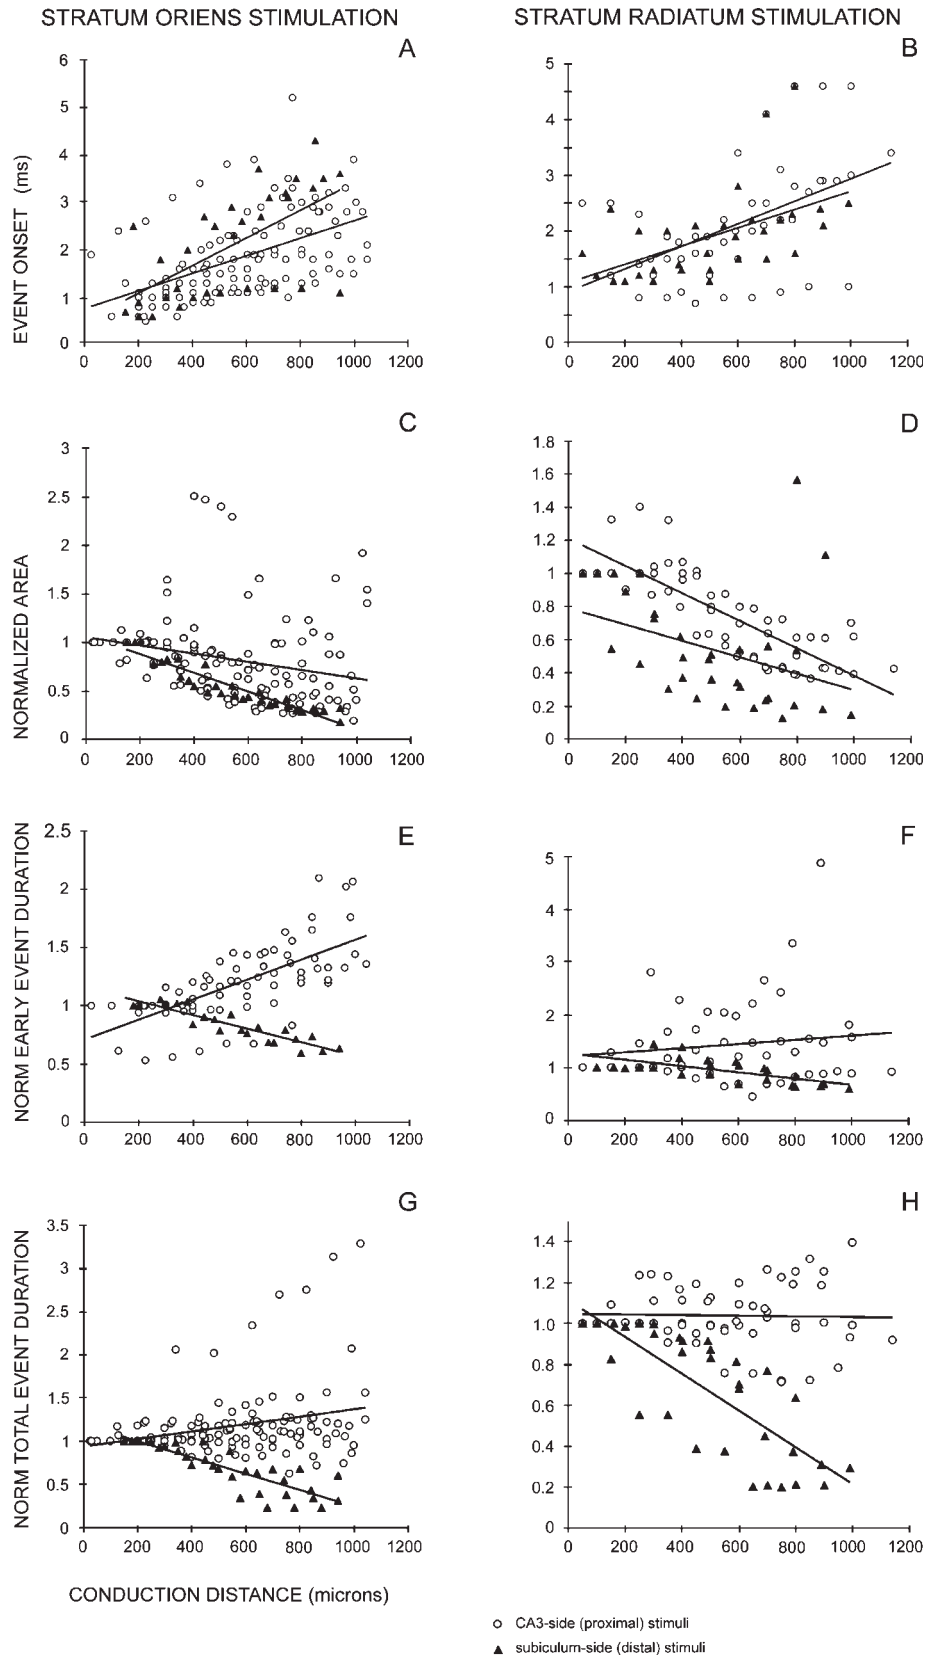 STRATUM ORIENS STIMULATION
STRATUM RADIATUM STIMULATION
A
EVENT ONSET (ms)
6
5
4
3
2
1
0
0 200 400 600 800 1000 1200
B
5
4
3
2
1
0
0 200 400 600 800 1000 1200
C
NORMALIZED AREA
3
2.5
2
1.5
1
0.5
0
0 200 400 600 800 1000 1200
D
1.8
1.6
1.4
1.2
1
0.8
0.6
0.4
0.2
0
0 200 400 600 800 1000 1200
E
NORM EARLY EVENT DURATION
2.5
2
1.5
1
0.5
0
0 200 400 600 800 1000 1200
F
5
4
3
2
1
0
0 200 400 600 800 1000 1200
G
NORM TOTAL EVENT DURATION
3.5
3
2.5
2
1.5
1
0.5
0
0 200 400 600 800 1000 1200
H
1.4
1.2
1.0
0.8
0.6
0.4
0.2
0
0 200 400 600 800 1000 1200
CONDUCTION DISTANCE (microns)
CA3-side (proximal) stimuli
subiculum-side (distal) stimuli